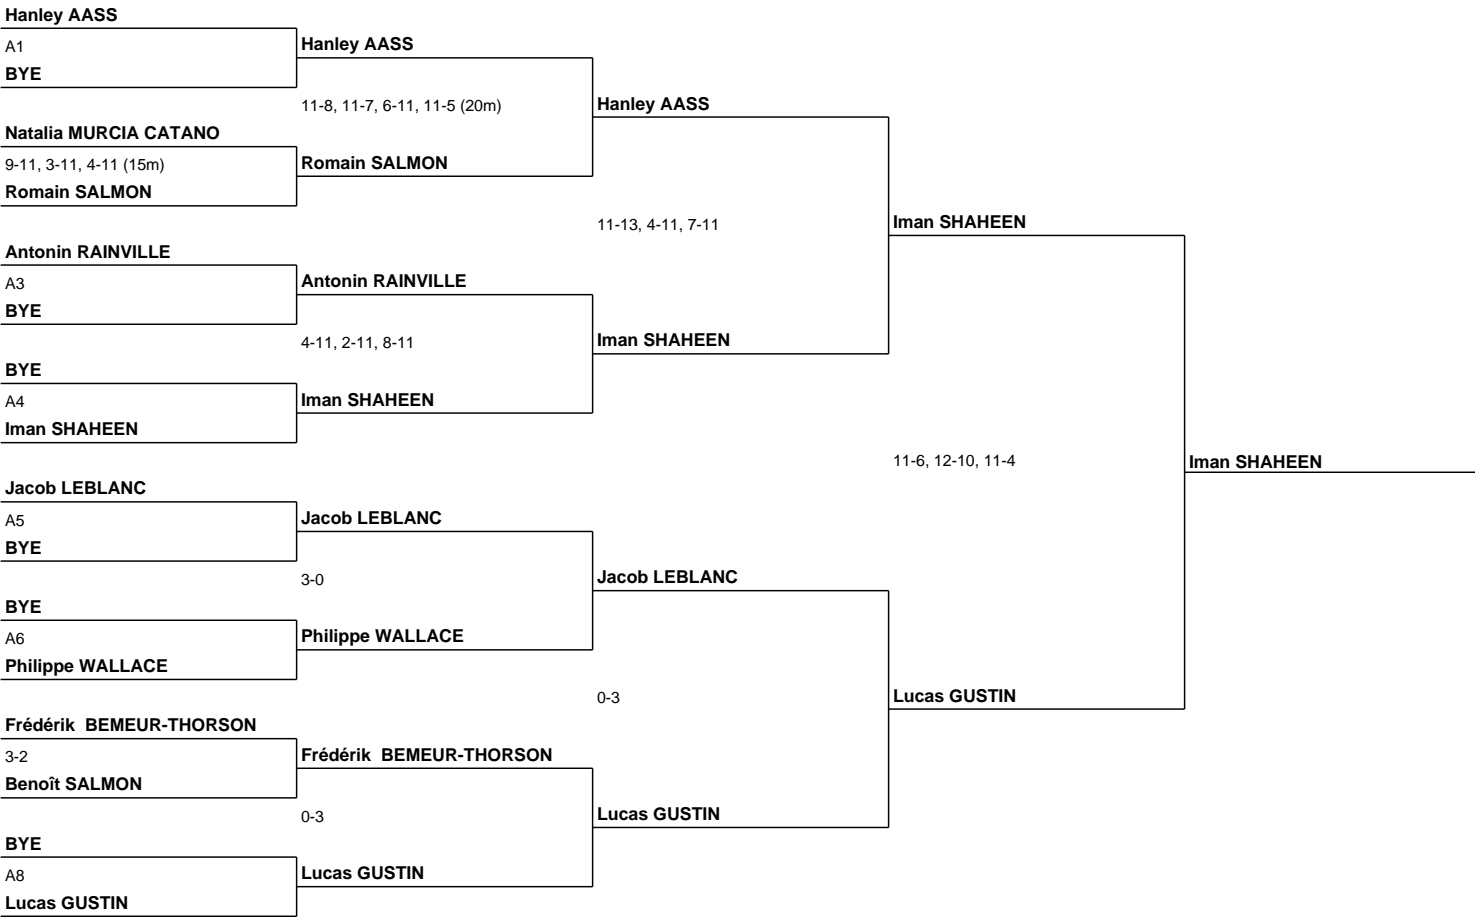 Hanley AASS
A1
BYE
Natalia MURCIA CATANO
9-11, 3-11, 4-11 (15m)
Romain SALMON
Antonin RAINVILLE
A3
BYE
BYE
A4
Iman SHAHEEN
Jacob LEBLANC
A5
BYE
BYE
A6
Philippe WALLACE
Frédérik  BEMEUR-THORSON
3-2
Benoît SALMON
BYE
A8
Lucas GUSTIN
Hanley AASS
11-8, 11-7, 6-11, 11-5 (20m)
Romain SALMON
Antonin RAINVILLE
4-11, 2-11, 8-11
Iman SHAHEEN
Jacob LEBLANC
3-0
Philippe WALLACE
Frédérik  BEMEUR-THORSON
0-3
Lucas GUSTIN
Hanley AASS
11-13, 4-11, 7-11
Iman SHAHEEN
Jacob LEBLANC
0-3
Lucas GUSTIN
Iman SHAHEEN
11-6, 12-10, 11-4
Lucas GUSTIN
Iman SHAHEEN